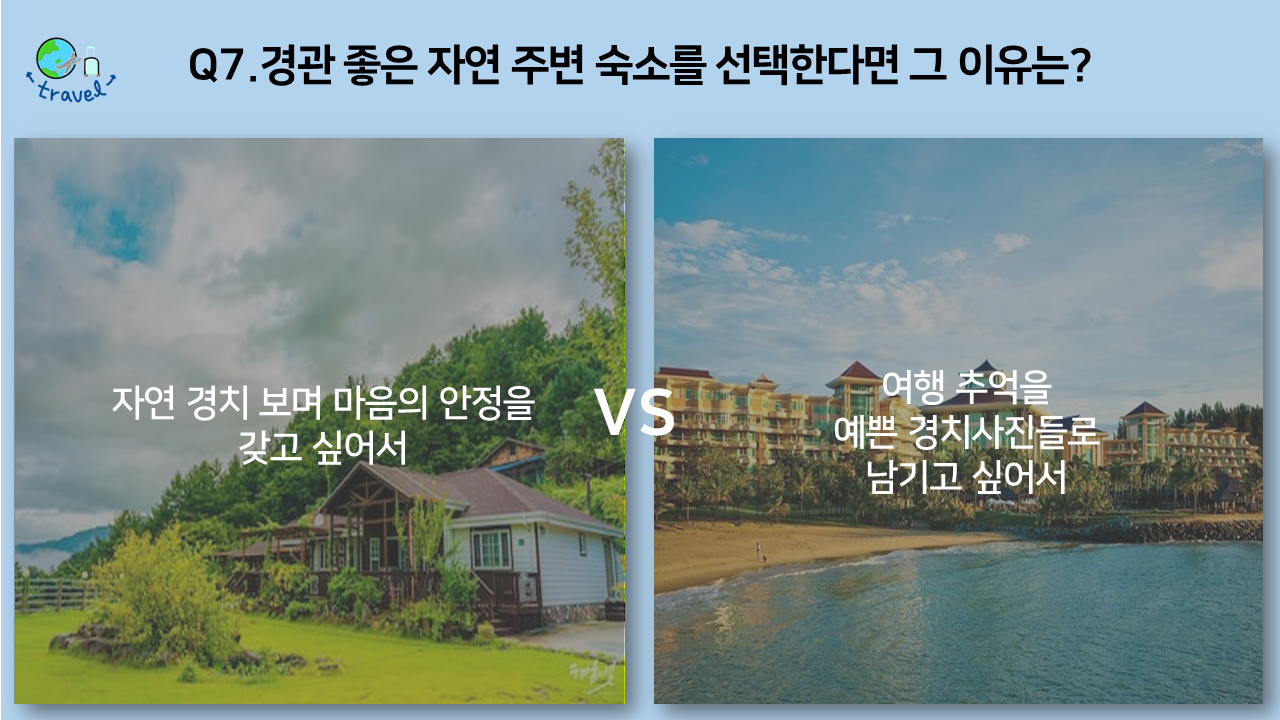 Q7.경관 좋은 자연 주변 숙소를 선택한다면 그 이유는?
travel
자연 경치 보며 마음의 안정을
갖고 싶어서
VS
여행 추억을
예쁜 경치사진들로
남기고 싶어서